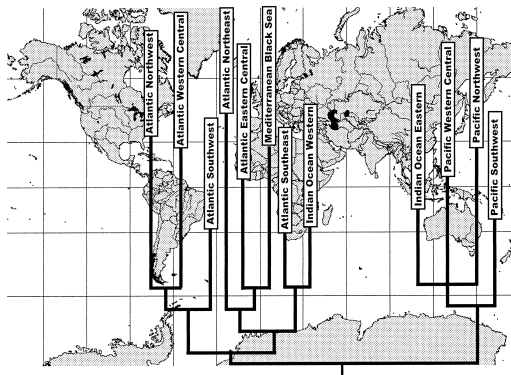 Atlantic Northwest
Atlantic Western Central
Atlantic Southwest
Atlantic Northeast
Atlantic Eastern Central
Mediterranean Black Sea
Atlantic Southeast
Indian Ocean Western
Indian Ocean Eastern
Pacific Western Central
Pacific Northwest
Pacific Southwest